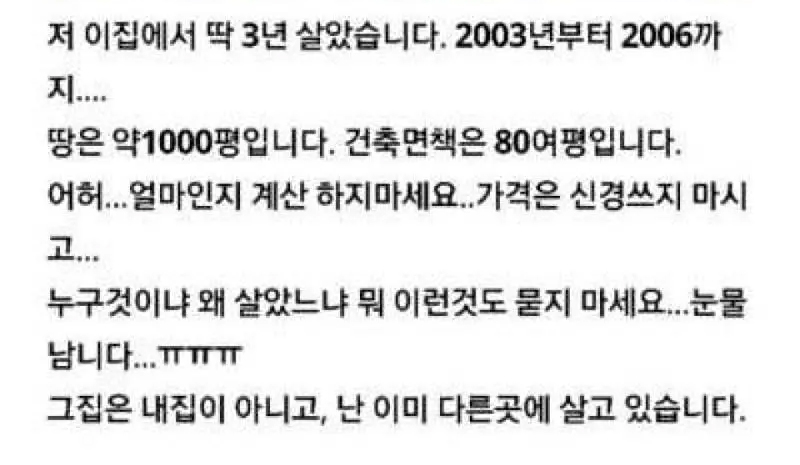 저 이집에서 딱 3년 살았습니다. 2003년부터 2006까
지....
땅은 약1000평입니다. 건축면책은 80여평입니다.
어허...얼마인지 계산 하지마세요..가격은 신경쓰지 마시
고...
누구것이냐 왜 살았느냐 뭐 이런것도 묻지 마세요...눈물
남니다...ㅠㅠㅠ
그집은 내집이 아니고, 난 이미 다른곳에 살고 있습니다.